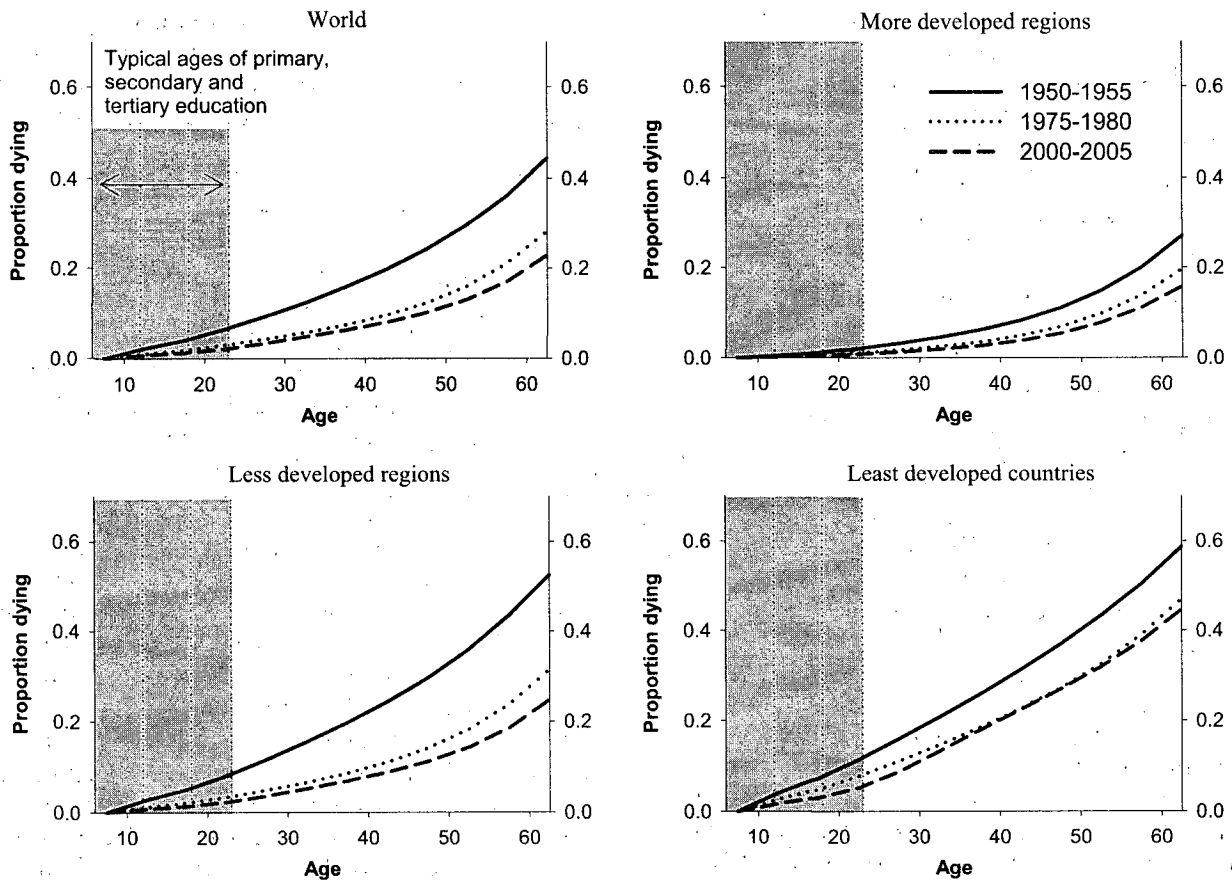 World
Typical ages of primary,
secondary and
tertiary education
Proportion dying
0.6
0.4
0.2
0.0
0.6
0.4
0.2
0.0
10 20 30 40 50 60
Age
More developed regions
1950-1955
1975-1980
2000-2005
Proportion dying
0.6
0.4
0.2
0.0
0.6
0.4
0.2
0.0
10 20 30 40 50 60
Age
Less developed regions
Proportion dying
0.6
0.4
0.2
0.0
0.6
0.4
0.2
0.0
10 20 30 40 50 60
Age
Least developed countries
Proportion dying
0.6
0.4
0.2
0.0
0.6
0.4
0.2
0.0
10 20 30 40 50 60
Age